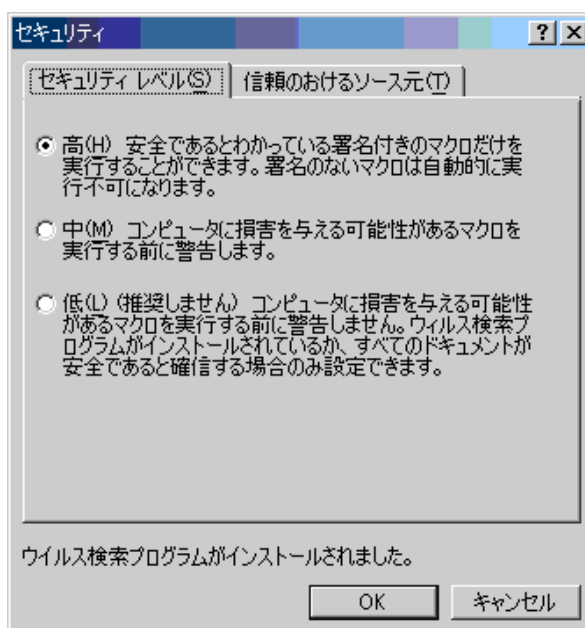 セキュリティ
セキュリティ レベル(S)
信頼のおけるソース元(T)
高(H) 安全であるとわかっている署名付きのマクロだけを
実行することができます。署名のないマクロは自動的に実
行不可になります。
中(M) コンピュータに損害を与える可能性があるマクロを
実行する前に警告します。
低(L) (推奨しません) コンピュータに損害を与える可能性
があるマクロを実行する前に警告しません。ウィルス検索プ
ログラムがインストールされているか、すべてのドキュメントが
安全であると確信する場合のみ設定できます。
ウイルス検索プログラムがインストールされました。
OK
キャンセル